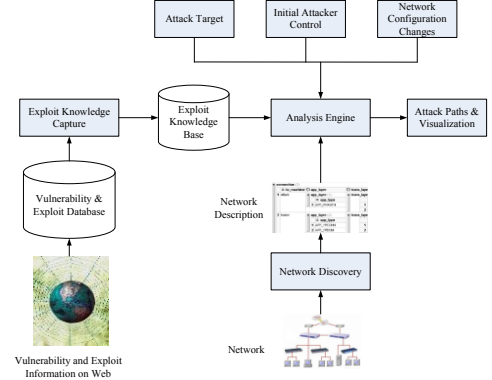 Attack Target
Initial Attacker
Control
Network
Configuration
Changes
Exploit Knowledge
Capture
Exploit
Knowledge
Base
Analysis Engine
Attack Paths &
Visualization
Vulnerability &
Exploit Database
Network
Description
Network Discovery
Network
Vulnerability and Exploit
Information on Web